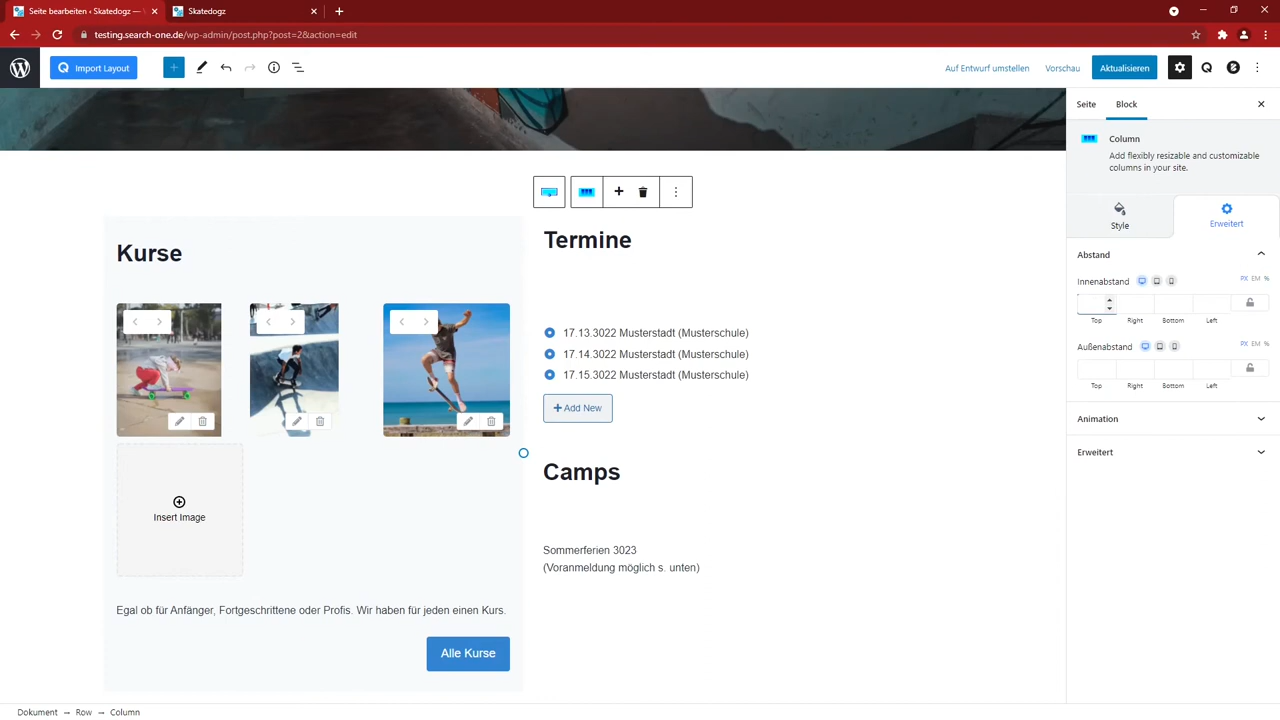 Seite bearbeiten ‹ Skatedogz —
Skatedogz
testing.search-one.de/wp-admin/post.php?post=2&action=edit
Import Layout
Auf Entwurf umstellen
Vorschau
Aktualisieren
Seite
Block
Column
Add flexibly resizable and customizable
columns in your site.
Style
Erweitert
Abstand
Innenabstand
PX EM %
Top Right Bottom Left
Außenabstand
PX EM %
Top Right Bottom Left
Animation
Erweitert
Kurse
Insert Image
Egal ob für Anfänger, Fortgeschrittene oder Profis. Wir haben für jeden einen Kurs.
Alle Kurse
Termine
17.13.3022 Musterstadt (Musterschule)
17.14.3022 Musterstadt (Musterschule)
17.15.3022 Musterstadt (Musterschule)
Add New
Camps
Sommerferien 3023
(Voranmeldung möglich s. unten)
Dokument → Row → Column